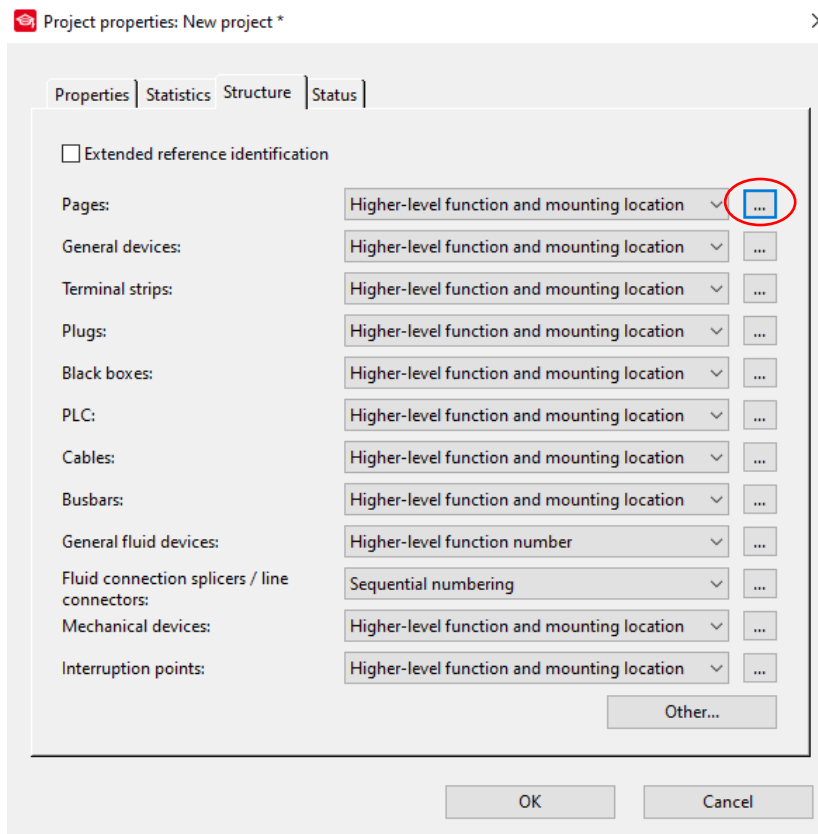 Project properties: New project *
Properties Statistics Structure Status
Extended reference identification
Pages: Higher-level function and mounting location ...
General devices: Higher-level function and mounting location ...
Terminal strips: Higher-level function and mounting location ...
Plugs: Higher-level function and mounting location ...
Black boxes: Higher-level function and mounting location ...
PLC: Higher-level function and mounting location ...
Cables: Higher-level function and mounting location ...
Busbars: Higher-level function and mounting location ...
General fluid devices: Higher-level function number ...
Fluid connection splicers / line
connectors: Sequential numbering ...
Mechanical devices: Higher-level function and mounting location ...
Interruption points: Higher-level function and mounting location ...
Other...
OK Cancel